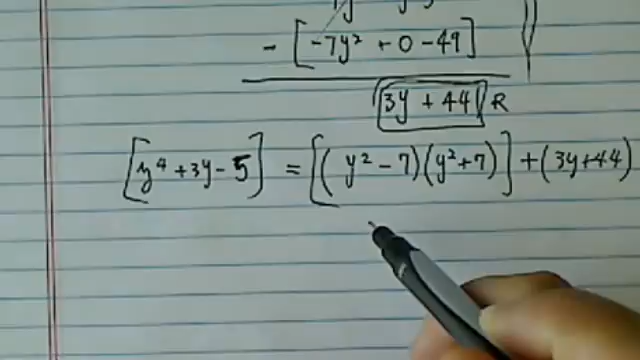 - [-7y² + 0 - 49]
3y + 44 R
[y⁴ + 3y - 5] = [(y² - 7)(y² + 7)] + (3y + 44)